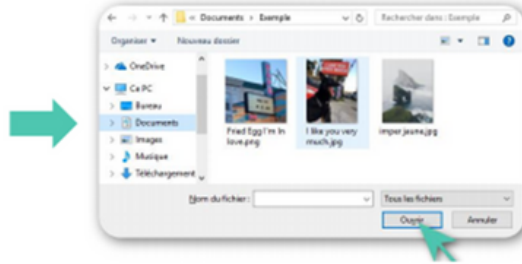 « Documents > Exemple
Rechercher dans : Exemple
Organiser
Nouveau dossier
OneDrive
Ce PC
Bureau
Documents
Images
Musique
Téléchargement
Fried Egg I'm In
love.png
I like you very
much.jpg
imper jaune.jpg
Nom du fichier :
Tous les fichiers
Ouvrir
Annuler